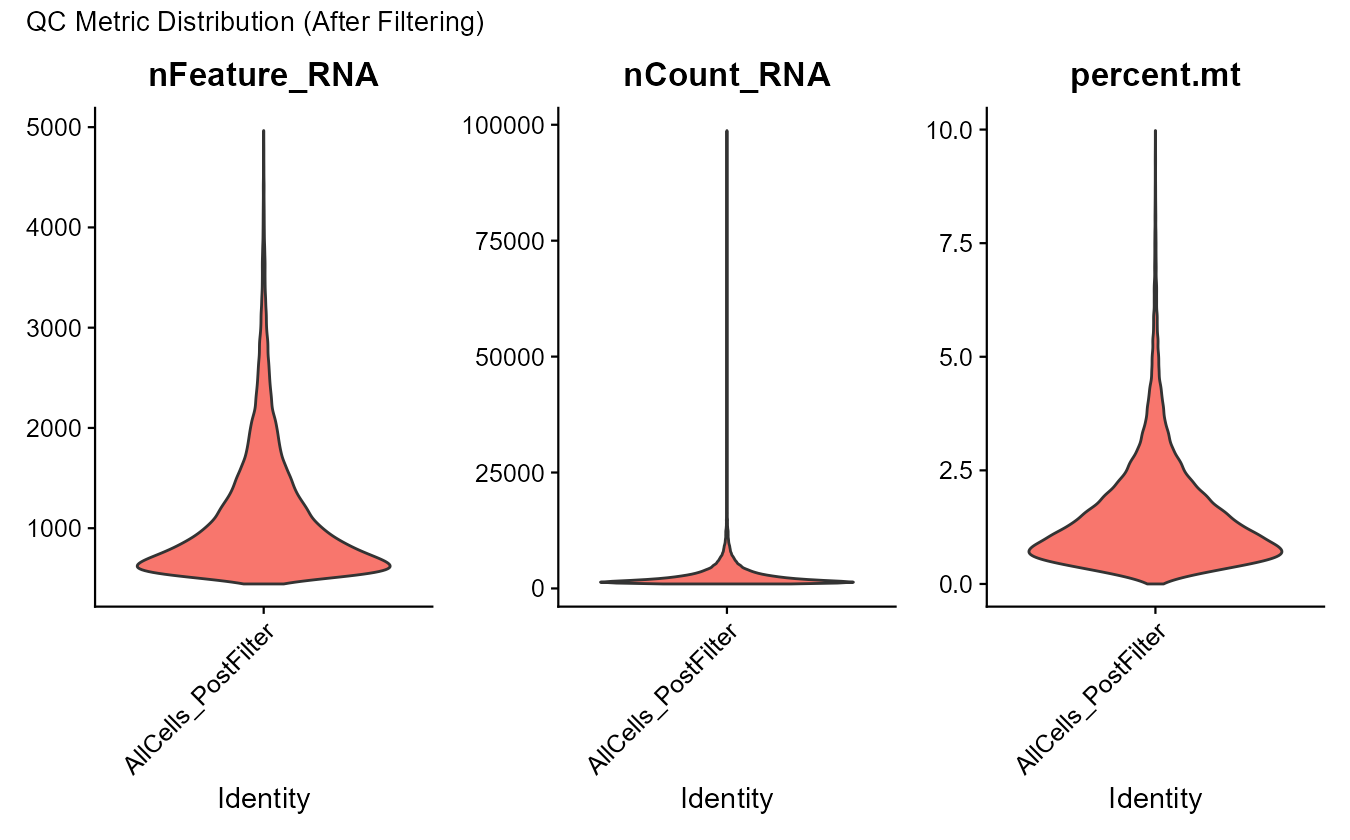 QC Metric Distribution (After Filtering)
nFeature_RNA
5000
4000
3000
2000
1000
AllCells_PostFilter
Identity
nCount_RNA
100000
75000
50000
25000
0
AllCells_PostFilter
Identity
percent.mt
10.0
7.5
5.0
2.5
0.0
AllCells_PostFilter
Identity